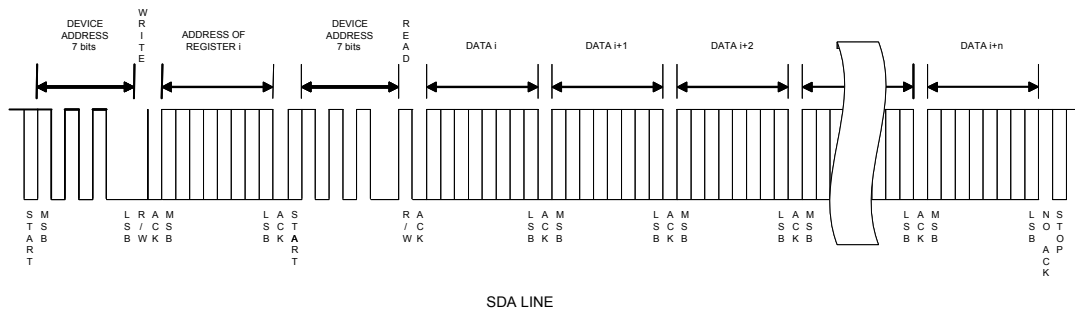 DEVICE
ADDRESS
7 bits
WRITE
ADDRESS OF
REGISTER i
DEVICE
ADDRESS
7 bits
READ
DATA i
DATA i+1
DATA i+2
DATA i+n
START
MSB
LSB
R/W
ACK
MSB
LSB
ACK
START
R/W
ACK
LSB
ACK
MSB
LSB
ACK
MSB
LSB
ACK
MSB
LSB
ACK
MSB
LSB
NO ACK
STOP
SDA LINE